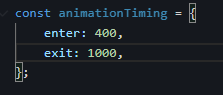 const animationTiming = {
    enter: 400,
    exit: 1000,
};